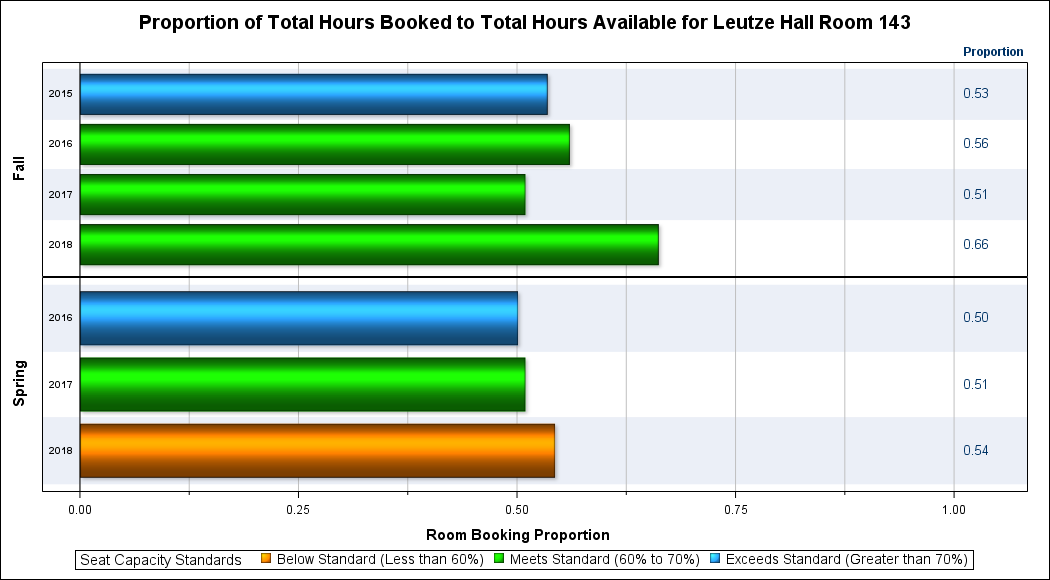 Proportion of Total Hours Booked to Total Hours Available for Leutze Hall Room 143
Proportion
Fall
2015 0.53
2016 0.56
2017 0.51
2018 0.66
Spring
2016 0.50
2017 0.51
2018 0.54
0.00 0.25 0.50 0.75 1.00
Room Booking Proportion
Seat Capacity Standards Below Standard (Less than 60%) Meets Standard (60% to 70%) Exceeds Standard (Greater than 70%)